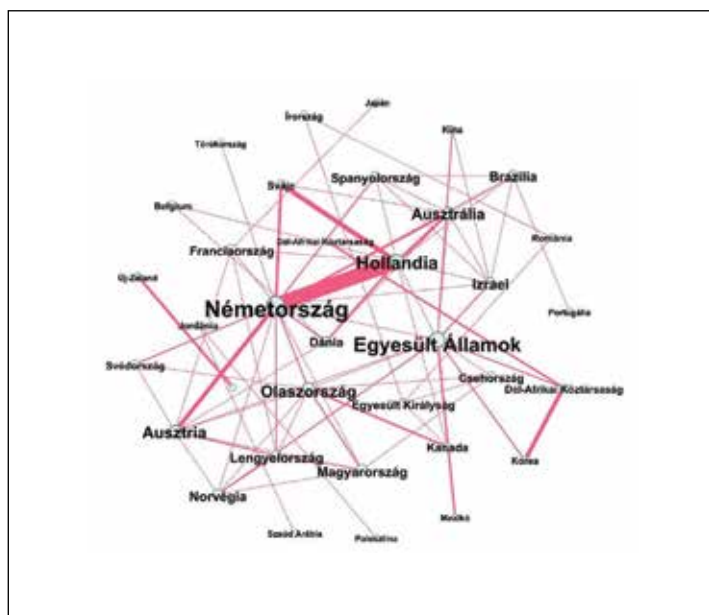 Japán
Írország
Kína
Törökország
Spanyolország
Brazília
Svájc
Belgium
Ausztrália
Románia
Dél-Afrikai Köztársaság
Franciaország
Hollandia
Új-Zéland
Izrael
Németország
Portugália
Jordánia
Dánia
Egyesült Államok
Svédország
Csehország
Olaszország
Dél-Afrikai Köztársaság
Egyesült Királyság
Ausztria
Kanada
Lengyelország
Korea
Magyarország
Norvégia
Mexikó
Szaúd Arábia
Palesztina